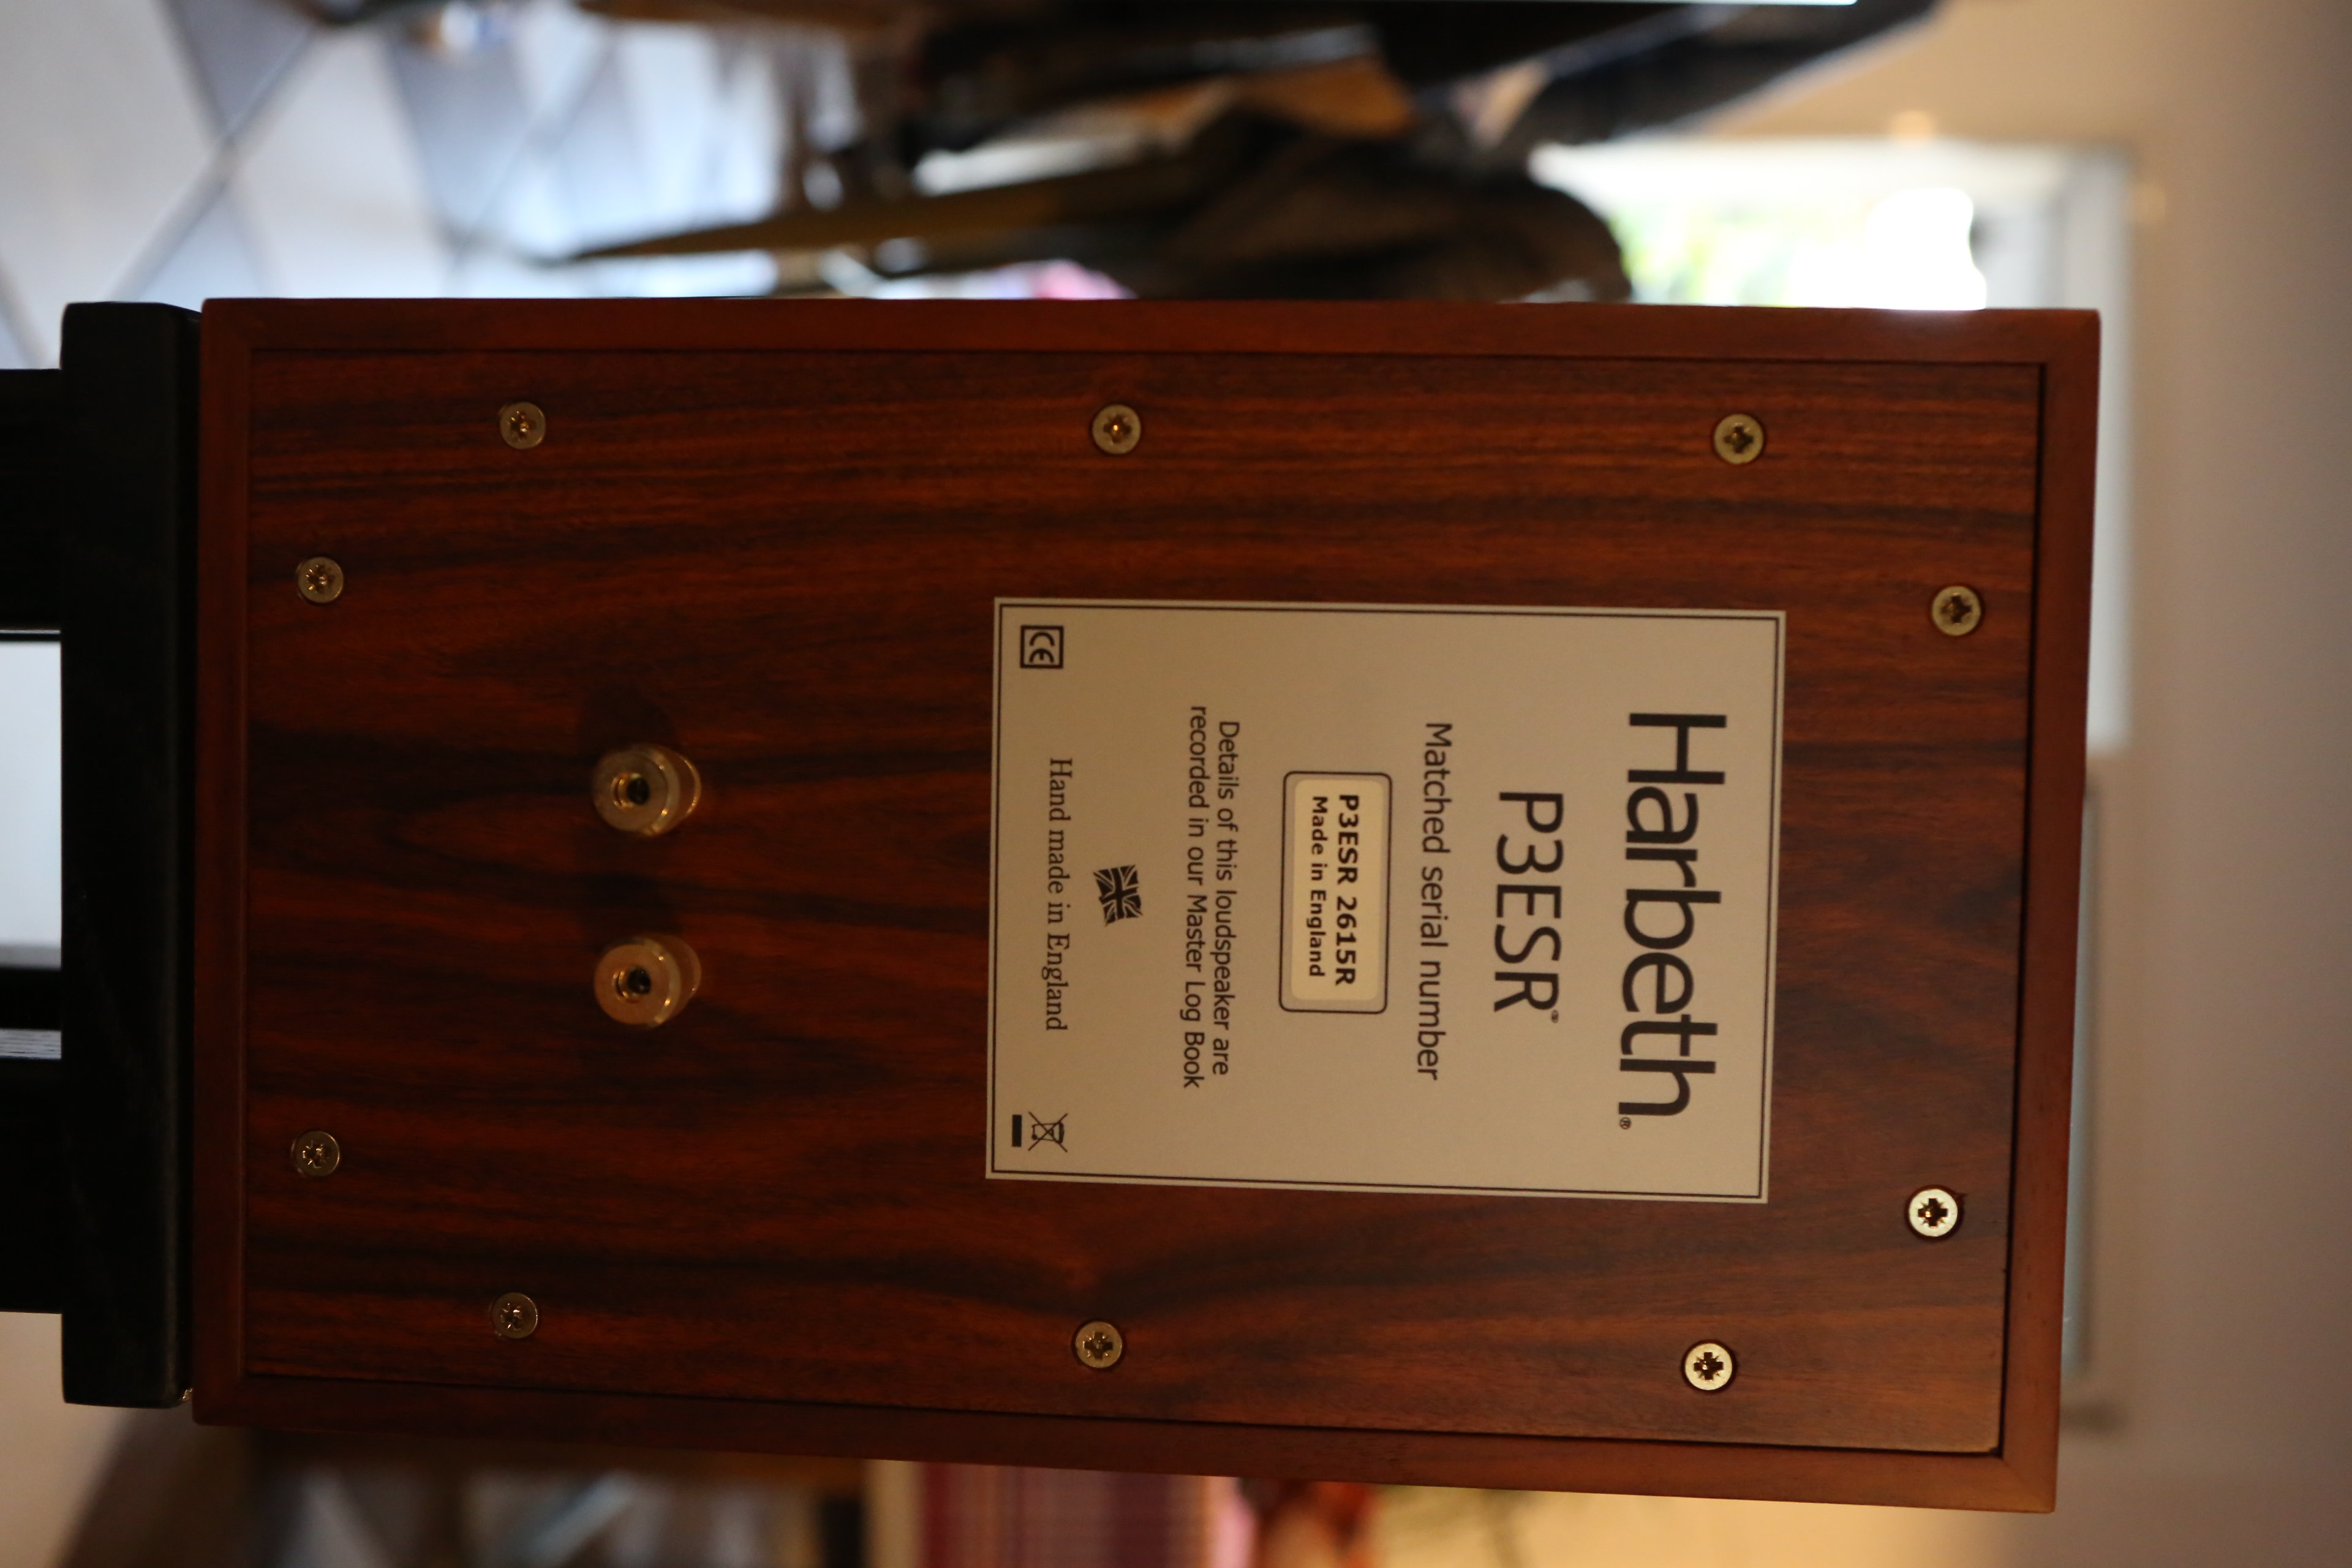 Harbeth®
P3ESR®
Matched serial number
P3ESR 2615R
Made in England
Details of this loudspeaker are
recorded in our Master Log Book
Hand made in England
CE